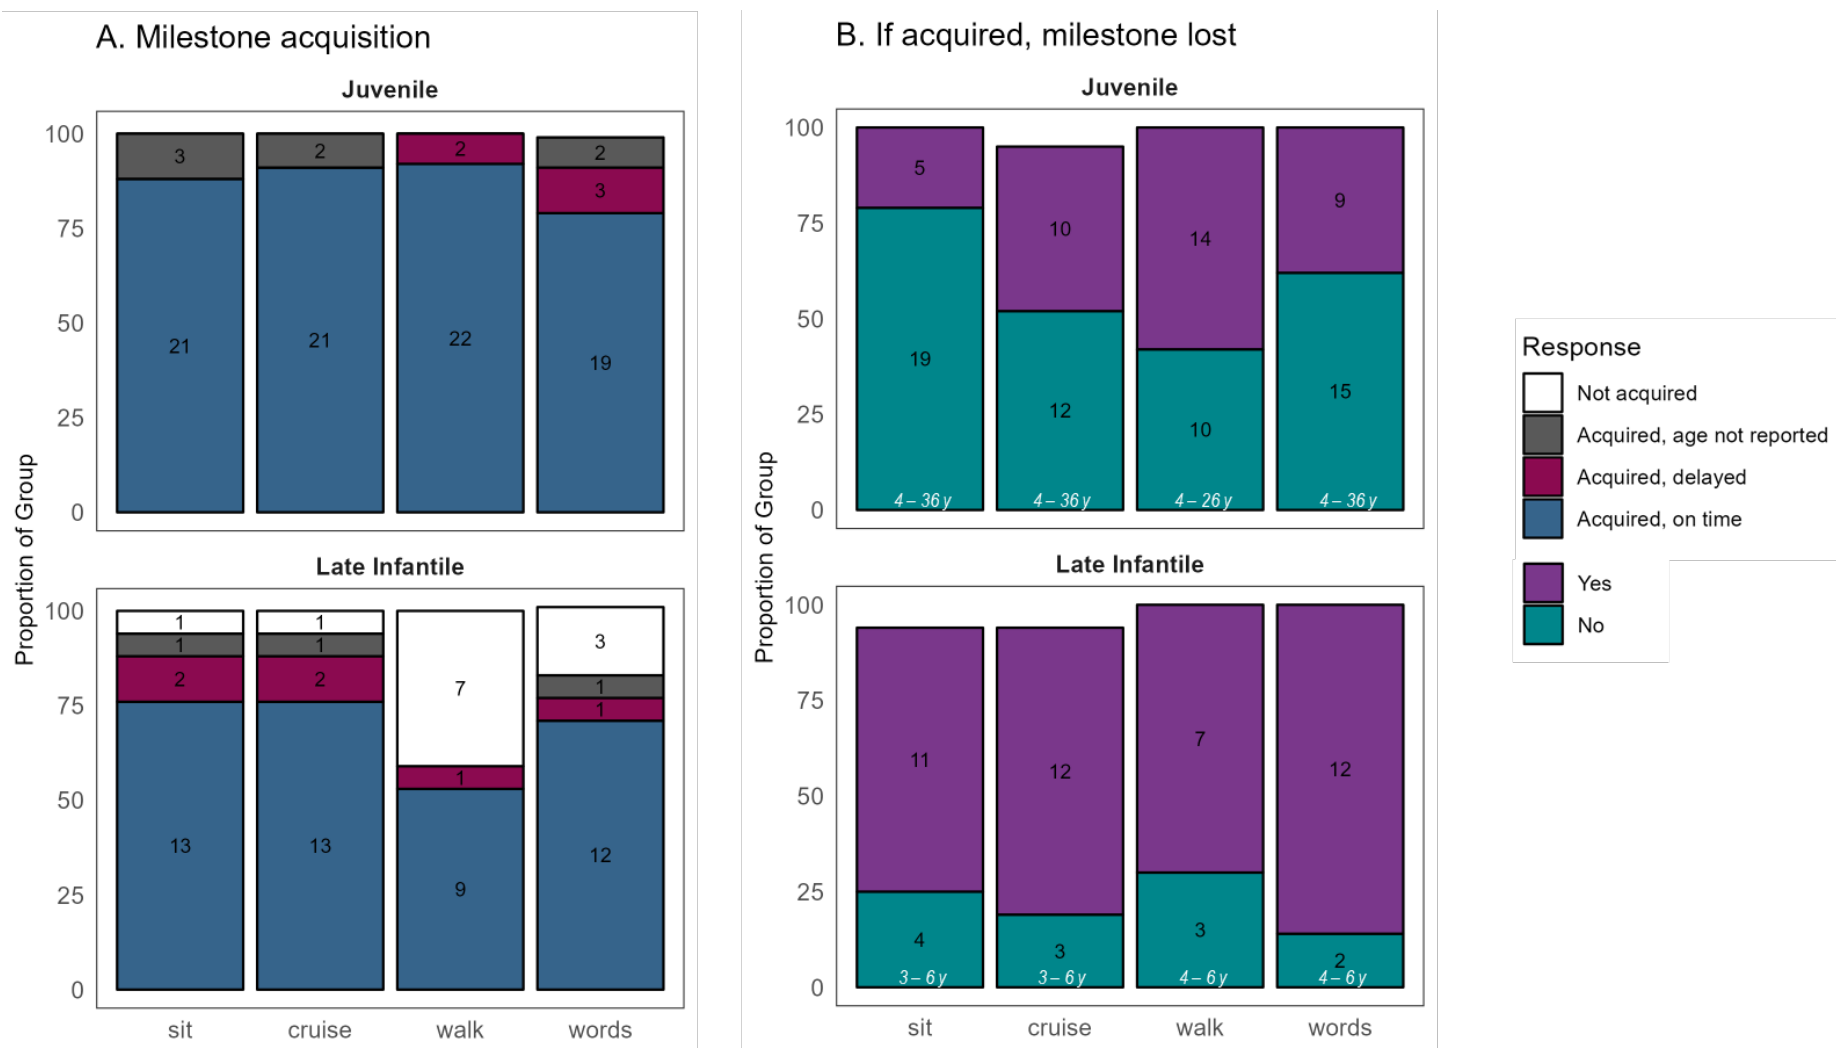 A. Milestone acquisition
Juvenile
Proportion of Group
100
75
50
25
0
3
2
2
2
3
21
21
22
19
Late Infantile
100
75
50
25
0
1
1
7
3
1
1
1
2
2
1
1
13
13
9
12
sit cruise walk words
B. If acquired, milestone lost
Juvenile
Proportion of Group
100
75
50
25
0
5
10
14
9
19
12
10
15
4 – 36 y
4 – 36 y
4 – 26 y
4 – 36 y
Late Infantile
100
75
50
25
0
11
12
7
12
4
3
3
2
3 – 6 y
3 – 6 y
4 – 6 y
4 – 6 y
sit cruise walk words
Response
Not acquired
Acquired, age not reported
Acquired, delayed
Acquired, on time
Yes
No